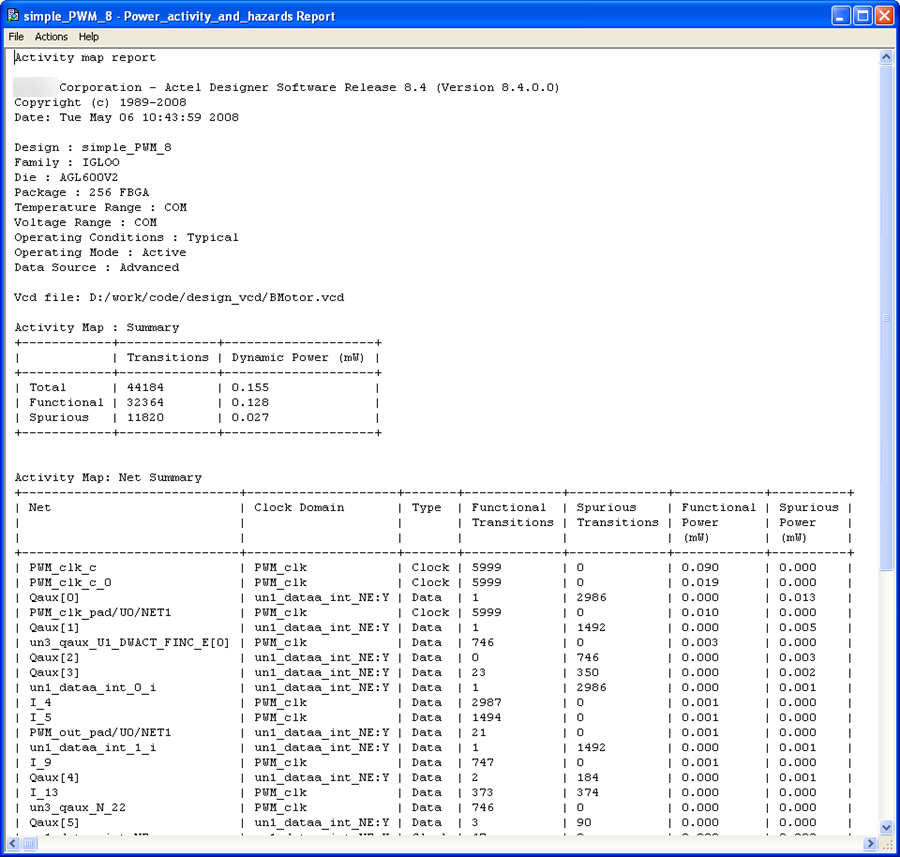 simple_PWM_8 - Power_activity_and_hazards Report
File Actions Help
Activity map report
Corporation - Actel Designer Software Release 8.4 (Version 8.4.0.0)
Copyright (c) 1989-2008
Date: Tue May 06 10:43:59 2008
Design : simple_PWM_8
Family : IGLOO
Die : AGL600V2
Package : 256 FBGA
Temperature Range : COM
Voltage Range : COM
Operating Conditions : Typical
Operating Mode : Active
Data Source : Advanced
Vcd file: D:/work/code/design_vcd/BMotor.vcd
Activity Map : Summary
| | Transitions | Dynamic Power (mW) |
| Total | 44184 | 0.155 |
| Functional | 32364 | 0.128 |
| Spurious | 11820 | 0.027 |
Activity Map: Net Summary
| Net | Clock Domain | Type | Functional | Spurious | Functional | Spurious |
| | | | Transitions | Transitions | Power | Power |
| | | | | | (mW) | (mW) |
| PWM_clk_c | PWM_clk | Clock | 5999 | 0 | 0.090 | 0.000 |
| PWM_clk_c_0 | PWM_clk | Clock | 5999 | 0 | 0.019 | 0.000 |
| Qaux[0] | un1_dataa_int_NE:Y | Data | 1 | 2986 | 0.000 | 0.013 |
| PWM_clk_pad/U0/NET1 | PWM_clk | Clock | 5999 | 0 | 0.010 | 0.000 |
| Qaux[1] | un1_dataa_int_NE:Y | Data | 1 | 1492 | 0.000 | 0.005 |
| un3_qaux_U1_DWACT_FINC_E[0] | PWM_clk | Data | 746 | 0 | 0.003 | 0.000 |
| Qaux[2] | un1_dataa_int_NE:Y | Data | 0 | 746 | 0.000 | 0.003 |
| Qaux[3] | un1_dataa_int_NE:Y | Data | 23 | 350 | 0.000 | 0.002 |
| un1_dataa_int_0_i | un1_dataa_int_NE:Y | Data | 1 | 2986 | 0.000 | 0.001 |
| I_4 | PWM_clk | Data | 2987 | 0 | 0.001 | 0.000 |
| I_5 | PWM_clk | Data | 1494 | 0 | 0.001 | 0.000 |
| PWM_out_pad/U0/NET1 | un1_dataa_int_NE:Y | Data | 21 | 0 | 0.001 | 0.000 |
| un1_dataa_int_1_i | un1_dataa_int_NE:Y | Data | 1 | 1492 | 0.000 | 0.001 |
| I_9 | PWM_clk | Data | 747 | 0 | 0.001 | 0.000 |
| Qaux[4] | un1_dataa_int_NE:Y | Data | 2 | 184 | 0.000 | 0.001 |
| I_13 | PWM_clk | Data | 373 | 374 | 0.000 | 0.000 |
| un3_qaux_N_22 | PWM_clk | Data | 746 | 0 | 0.000 | 0.000 |
| Qaux[5] | un1_dataa_int_NE:Y | Data | 3 | 90 | 0.000 | 0.000 |